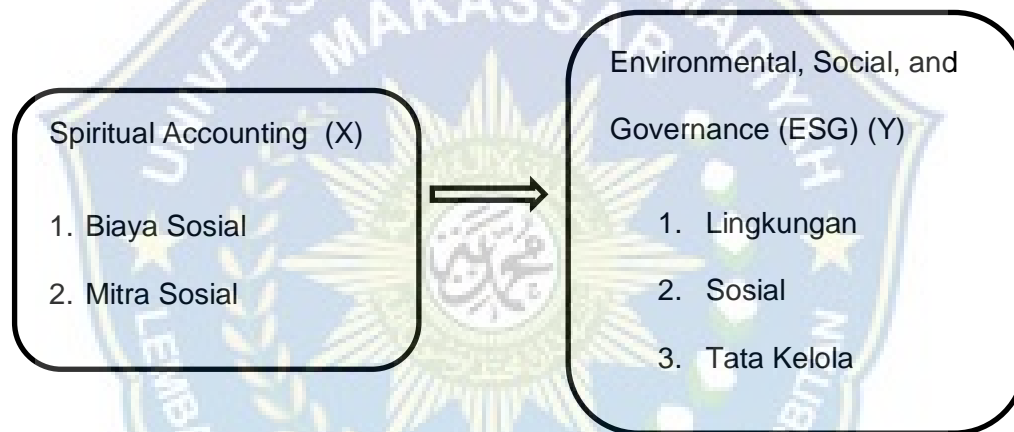 Spiritual Accounting (X)
1. Biaya Sosial
2. Mitra Sosial
Environmental, Social, and
Governance (ESG) (Y)
1. Lingkungan
2. Sosial
3. Tata Kelola
MAKASSAR